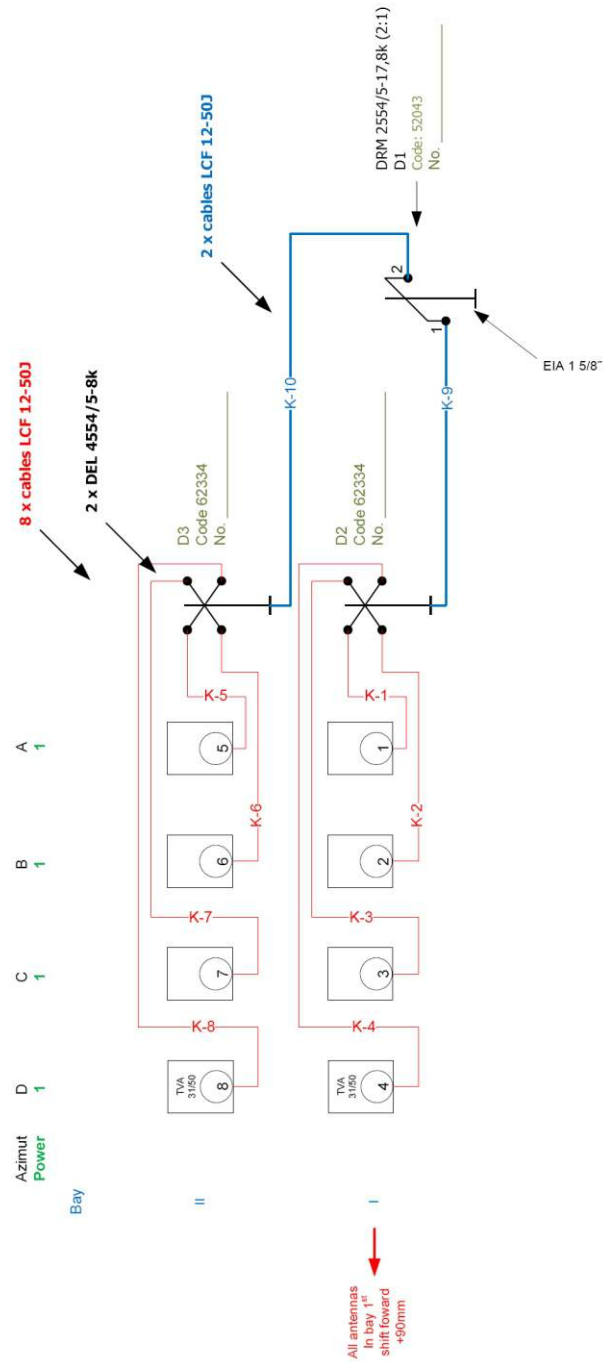 8 x cables LCF 12-50J
2 x DEL 4554/5-8k
2 x cables LCF 12-50J
Azimut D C B A
Power 1 1 1 1
Bay
II
TVA
31/50
8
7
6
5
K-8
K-7
K-6
K-5
D3
Code 62334
No.
K-10
I
TVA
31/50
4
3
2
1
K-4
K-3
K-2
K-1
D2
Code 62334
No.
K-9
1
2
DRM 2554/5-17,8k (2:1)
D1
Code: 52043
No.
EIA 1 5/8"
All antennas
In bay 1st
shift foward
+90mm